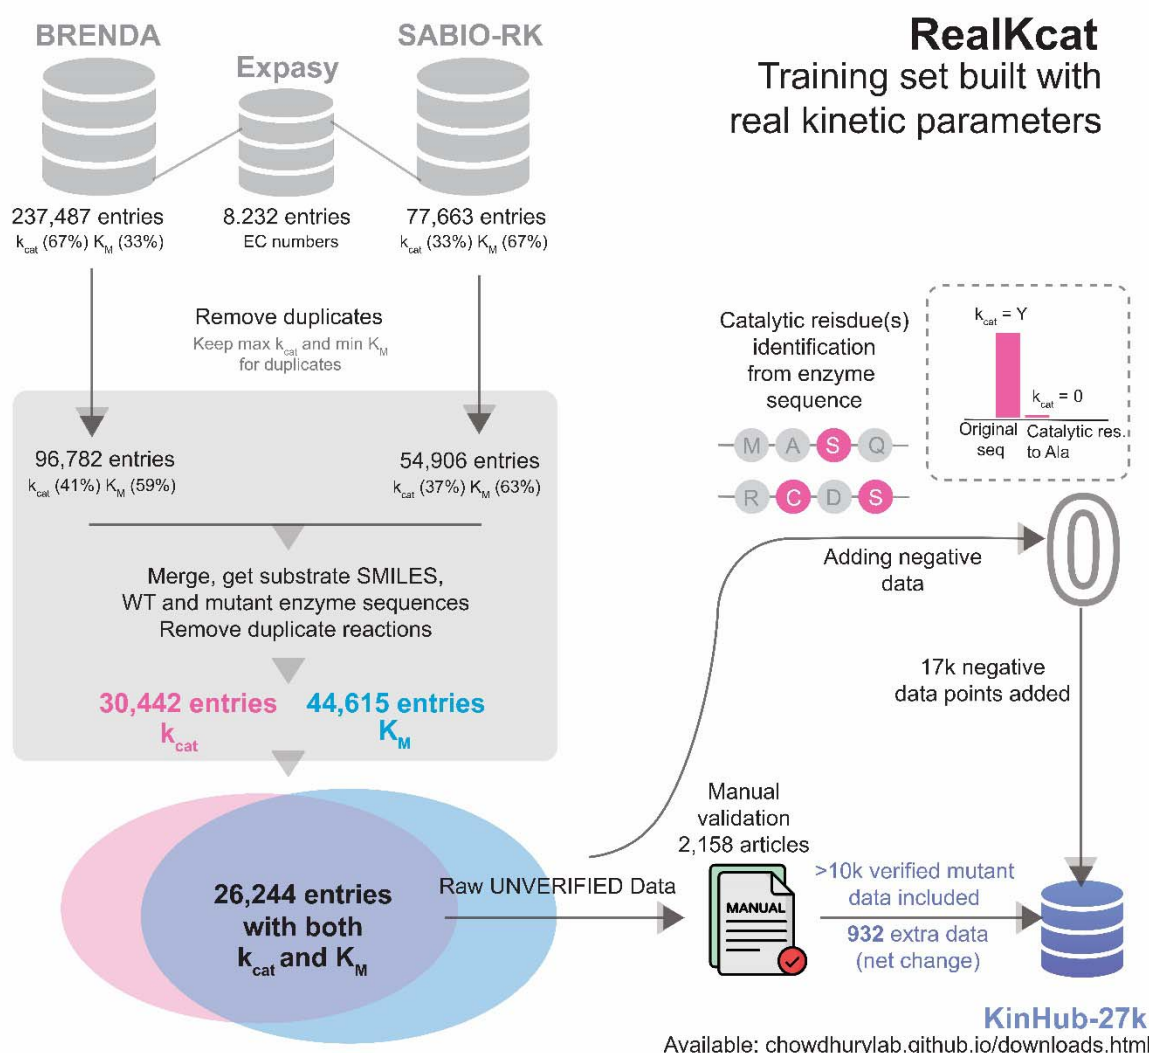 BRENDA
Expasy
SABIO-RK
RealKcat
Training set built with
real kinetic parameters
237,487 entries
kcat (67%) KM (33%)
8.232 entries
EC numbers
77,663 entries
kcat (33%) KM (67%)
Remove duplicates
Keep max kcat and min KM
for duplicates
96,782 entries
kcat (41%) KM (59%)
54,906 entries
kcat (37%) KM (63%)
Merge, get substrate SMILES,
WT and mutant enzyme sequences
Remove duplicate reactions
30,442 entries
kcat
44,615 entries
KM
26,244 entries
with both
kcat and KM
Raw UNVERIFIED Data
Catalytic reisdue(s)
identification
from enzyme
sequence
M A S Q
R C D S
kcat = Y
kcat = 0
Original
seq
Catalytic res.
to Ala
0
Adding negative
data
17k negative
data points added
Manual
validation
2,158 articles
MANUAL
>10k verified mutant
data included
932 extra data
(net change)
KinHub-27k
Available: chowdhurylab.github.io/downloads.html